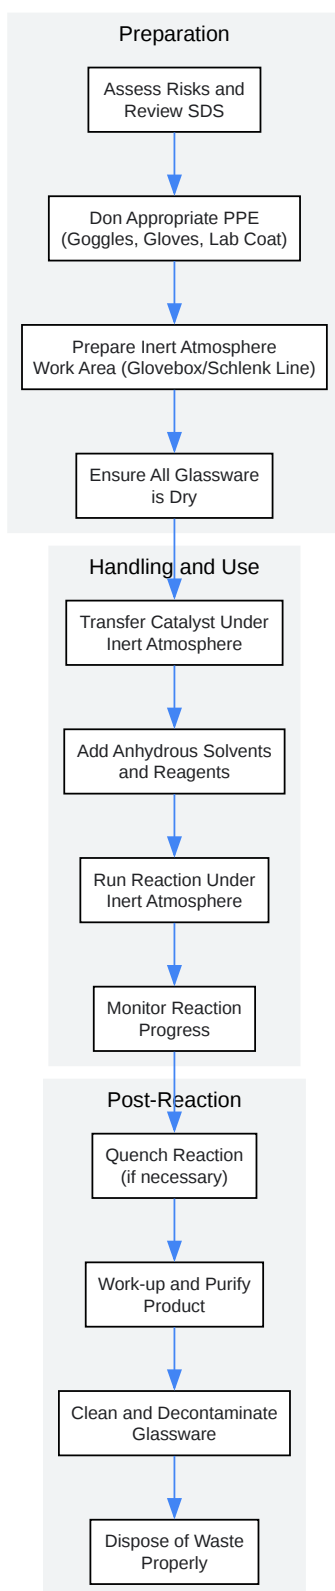 Preparation
Assess Risks and
Review SDS
Don Appropriate PPE
(Goggles, Gloves, Lab Coat)
Prepare Inert Atmosphere
Work Area (Glovebox/Schlenk Line)
Ensure All Glassware
is Dry
Handling and Use
Transfer Catalyst Under
Inert Atmosphere
Add Anhydrous Solvents
and Reagents
Run Reaction Under
Inert Atmosphere
Monitor Reaction
Progress
Post-Reaction
Quench Reaction
(if necessary)
Work-up and Purify
Product
Clean and Decontaminate
Glassware
Dispose of Waste
Properly